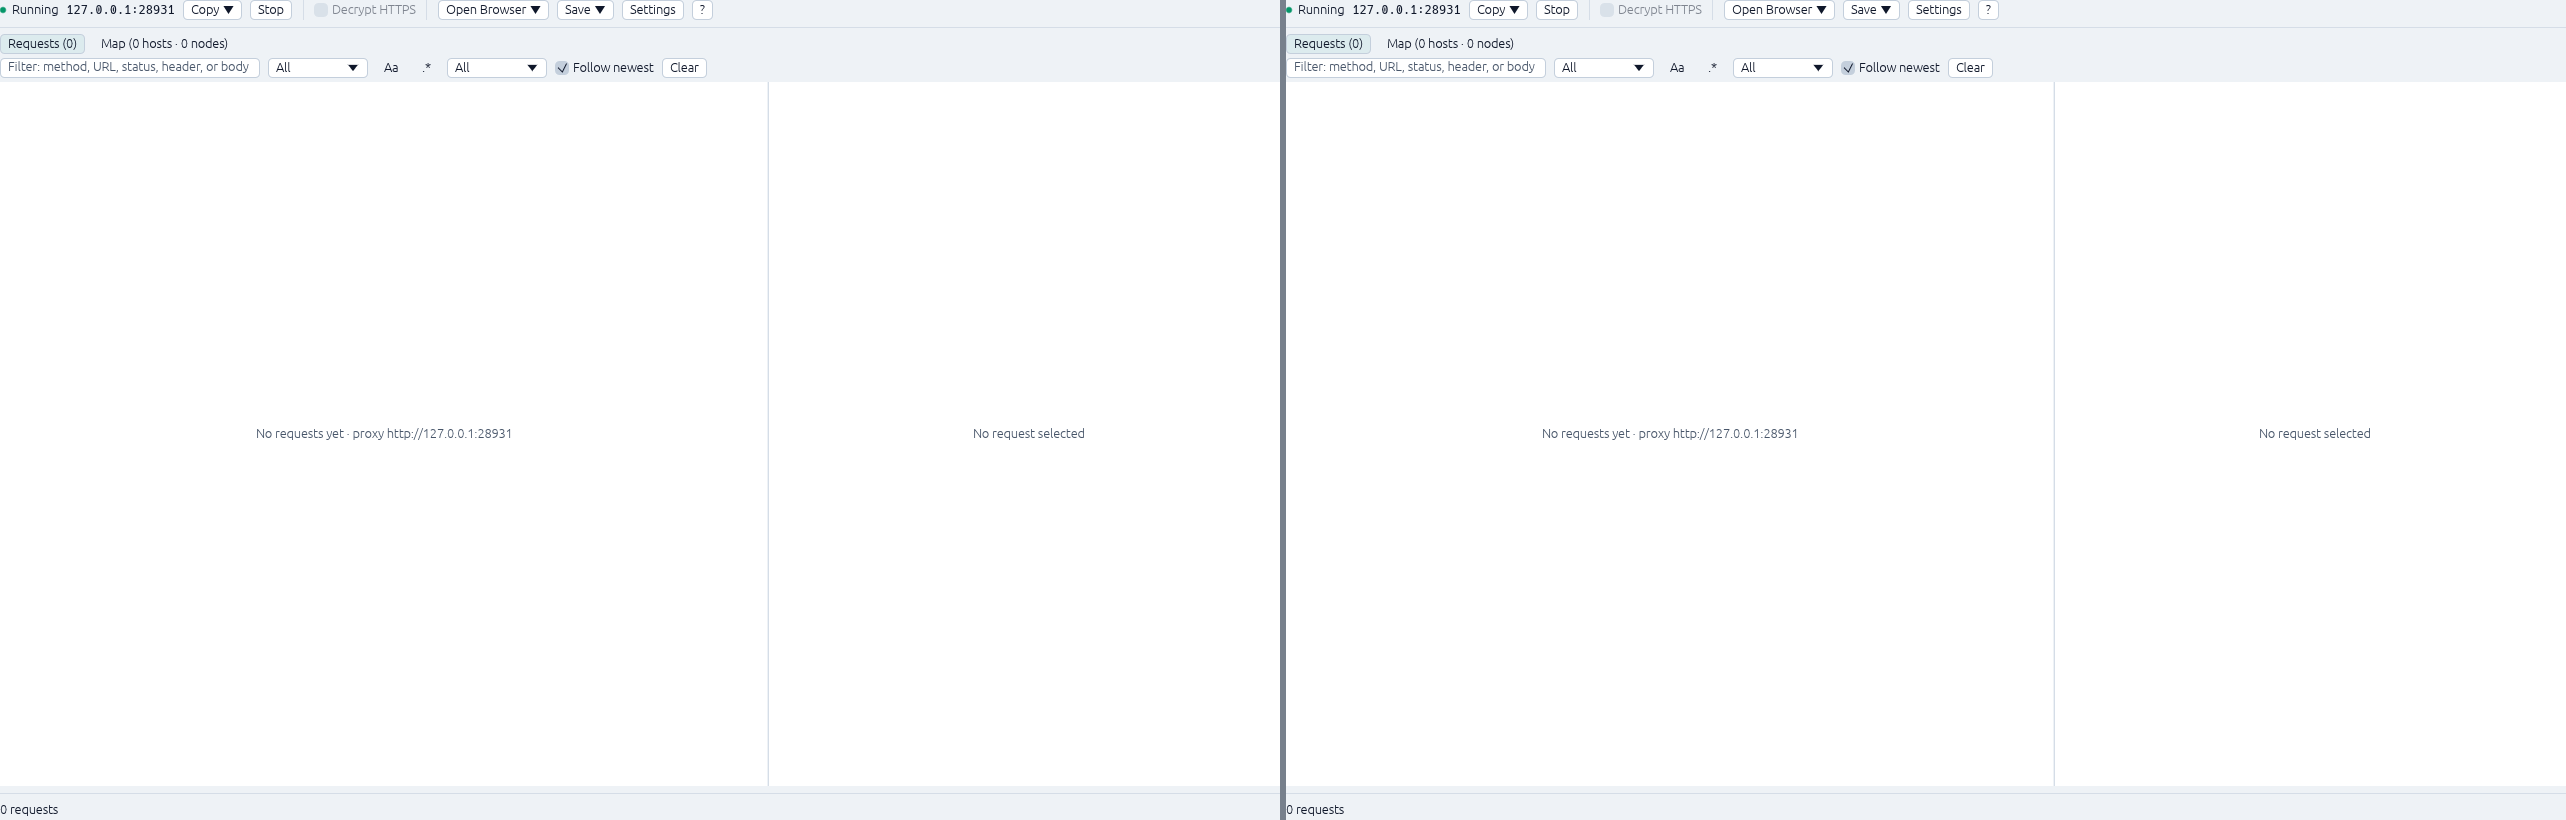 Running 127.0.0.1:28931 Copy ▼ Stop Decrypt HTTPS Open Browser ▼ Save ▼ Settings ?
Requests (0) Map (0 hosts · 0 nodes)
Filter: method, URL, status, header, or body All ▼ Aa .* All ▼ Follow newest Clear
No requests yet · proxy http://127.0.0.1:28931
No request selected
0 requests
Running 127.0.0.1:28931 Copy ▼ Stop Decrypt HTTPS Open Browser ▼ Save ▼ Settings ?
Requests (0) Map (0 hosts · 0 nodes)
Filter: method, URL, status, header, or body All ▼ Aa .* All ▼ Follow newest Clear
No requests yet · proxy http://127.0.0.1:28931
No request selected
0 requests